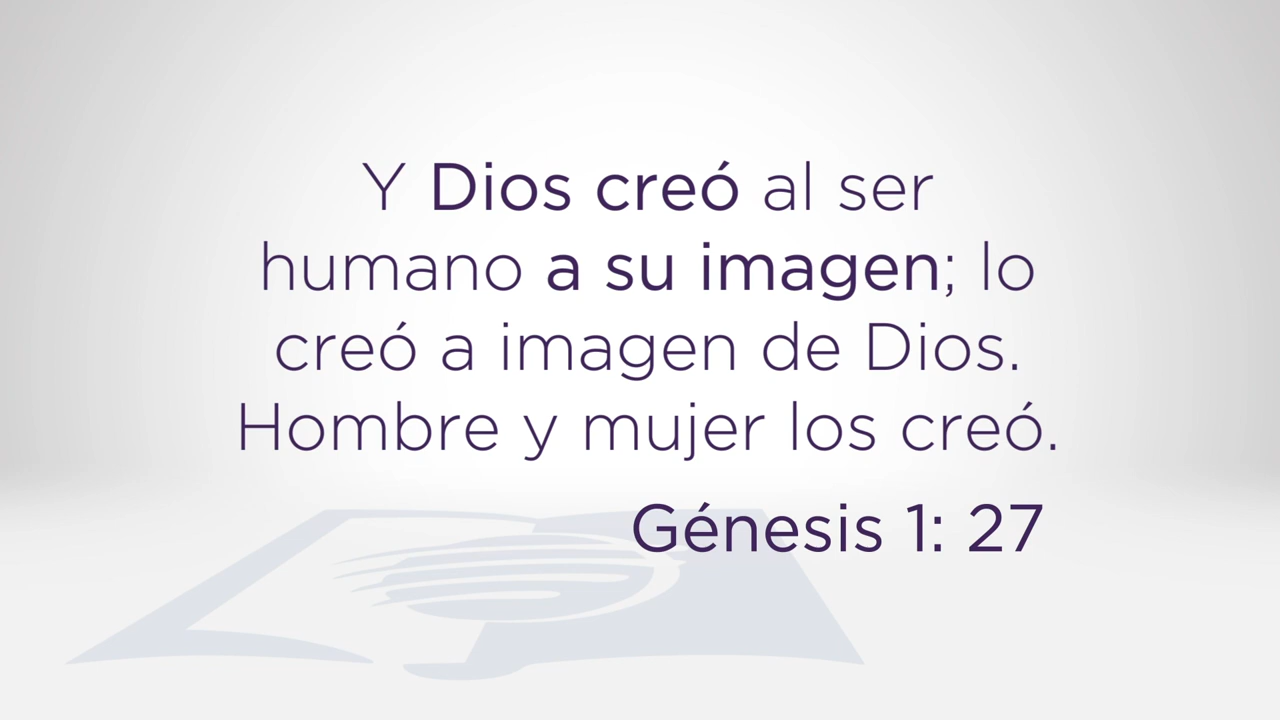 Y Dios creó al ser
humano a su imagen; lo
creó a imagen de Dios.
Hombre y mujer los creó.
Génesis 1: 27